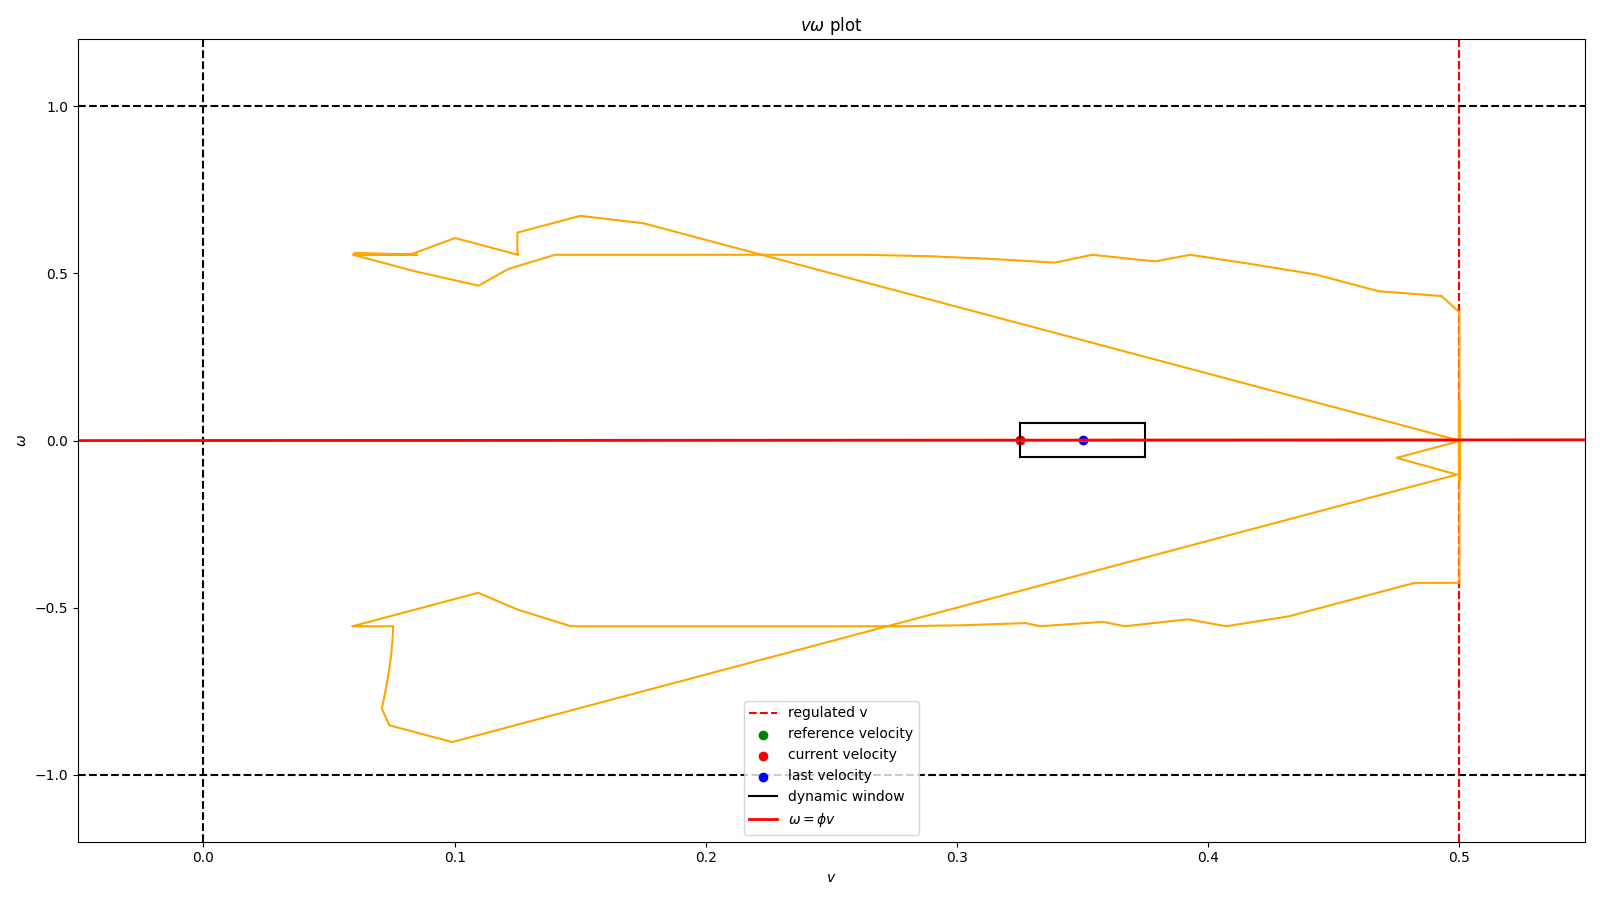 vω plot
1.0
0.5
0.0
−0.5
−1.0
ω
regulated v
reference velocity
current velocity
last velocity
dynamic window
ω = ϕv
0.0 0.1 0.2 0.3 0.4 0.5
v